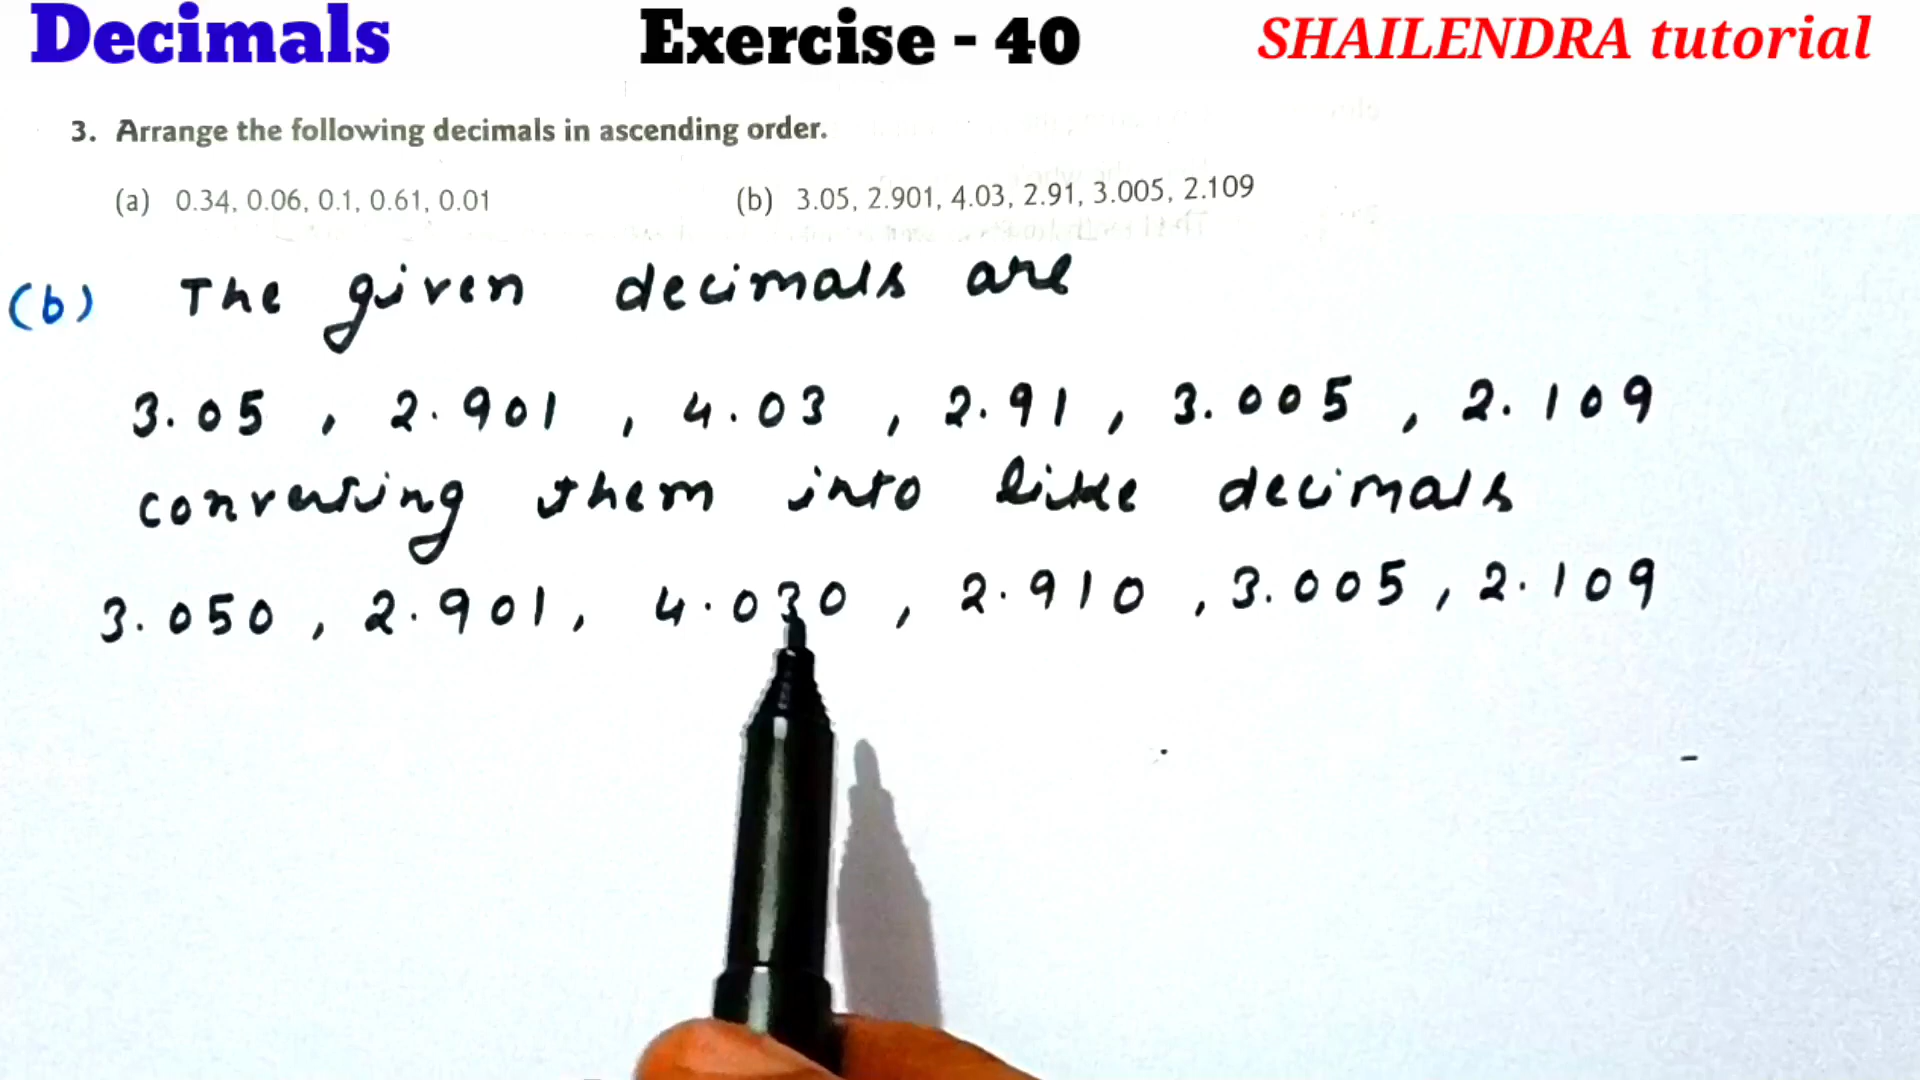 Decimals Exercise - 40 SHAILENDRA tutorial
3. Arrange the following decimals in ascending order.
(a) 0.34, 0.06, 0.1, 0.61, 0.01 (b) 3.05, 2.901, 4.03, 2.91, 3.005, 2.109
(b) The given decimals are
3.05 , 2.901 , 4.03 , 2.91 , 3.005 , 2.109
converting them into like decimals
3.050 , 2.901 , 4.030 , 2.910 , 3.005 , 2.109